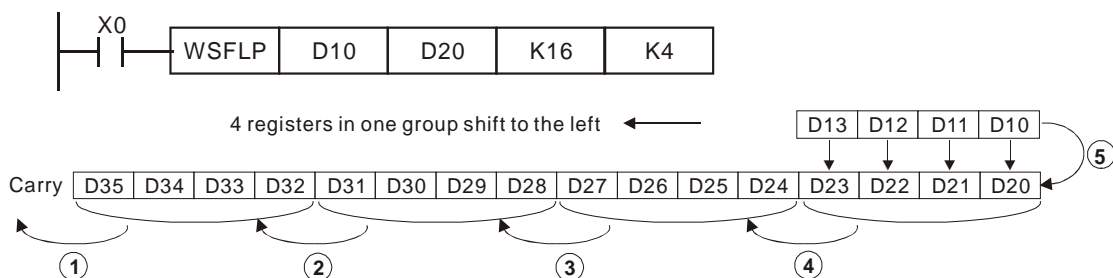 X0
WSFLP D10 D20 K16 K4
4 registers in one group shift to the left
D13 D12 D11 D10
5
Carry D35 D34 D33 D32 D31 D30 D29 D28 D27 D26 D25 D24 D23 D22 D21 D20
1 2 3 4